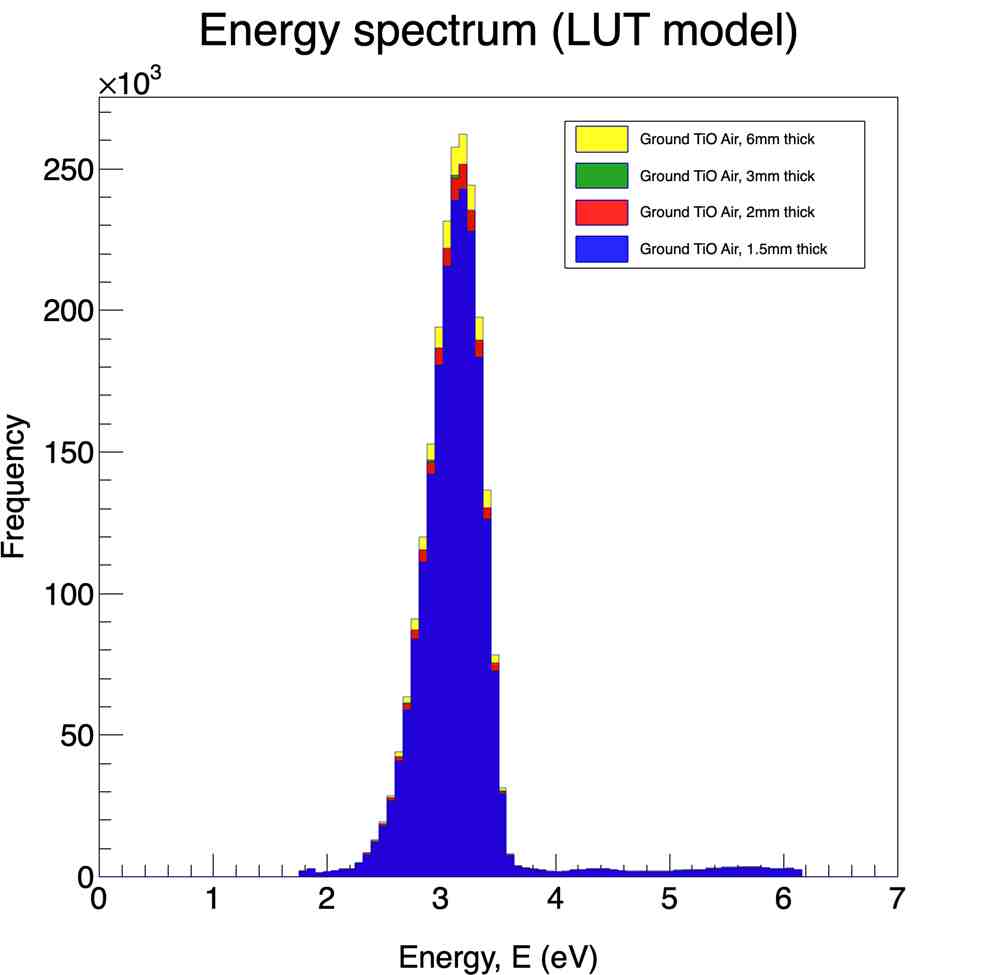 Energy spectrum (LUT model)
×10³
Ground TiO Air, 6mm thick
Ground TiO Air, 3mm thick
Ground TiO Air, 2mm thick
Ground TiO Air, 1.5mm thick
250
200
150
100
50
0
Frequency
0 1 2 3 4 5 6 7
Energy, E (eV)